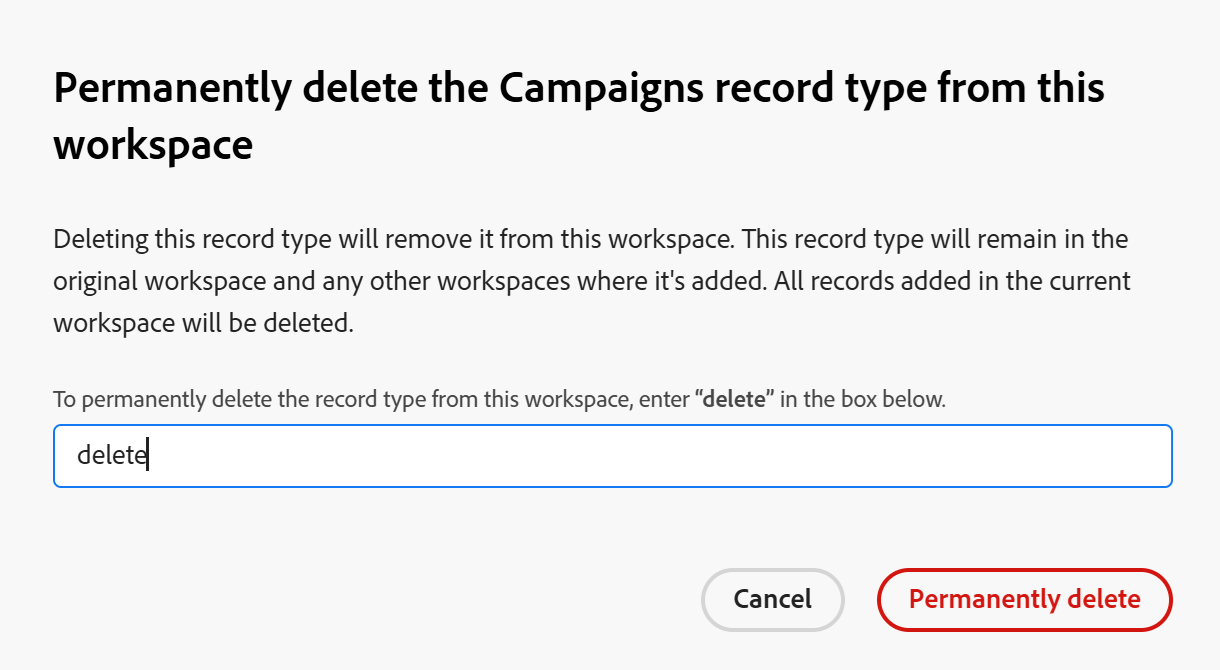 Permanently delete the Campaigns record type from this
workspace
Deleting this record type will remove it from this workspace. This record type will remain in the
original workspace and any other workspaces where it's added. All records added in the current
workspace will be deleted.
To permanently delete the record type from this workspace, enter “delete” in the box below.
delete
Cancel
Permanently delete